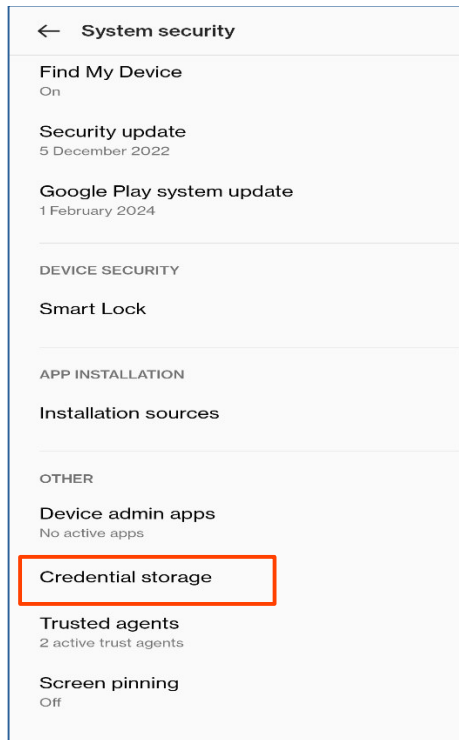 System security
Find My Device
On
Security update
5 December 2022
Google Play system update
1 February 2024
DEVICE SECURITY
Smart Lock
APP INSTALLATION
Installation sources
OTHER
Device admin apps
No active apps
Credential storage
Trusted agents
2 active trust agents
Screen pinning
Off